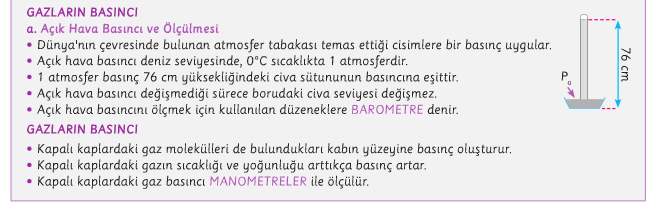 GAZLARIN BASINCI
a. Açık Hava Basıncı ve Ölçülmesi
• Dünya'nın çevresinde bulunan atmosfer tabakası temas ettiği cisimlere bir basınç uygular.
• Açık hava basıncı deniz seviyesinde, 0°C sıcaklıkta 1 atmosferdir.
• 1 atmosfer basınç 76 cm yüksekliğindeki civa sütununun basıncına eşittir.
• Açık hava basıncı değişmediği sürece borudaki civa seviyesi değişmez.
• Açık hava basıncını ölçmek için kullanılan düzeneklere BAROMETRE denir.
GAZLARIN BASINCI
• Kapalı kaplardaki gaz molekülleri de bulundukları kabın yüzeyine basınç oluşturur.
• Kapalı kaplardaki gazın sıcaklığı ve yoğunluğu arttıkça basınç artar.
• Kapalı kaplardaki gaz basıncı MANOMETRELER ile ölçülür.
76 cm
Pa